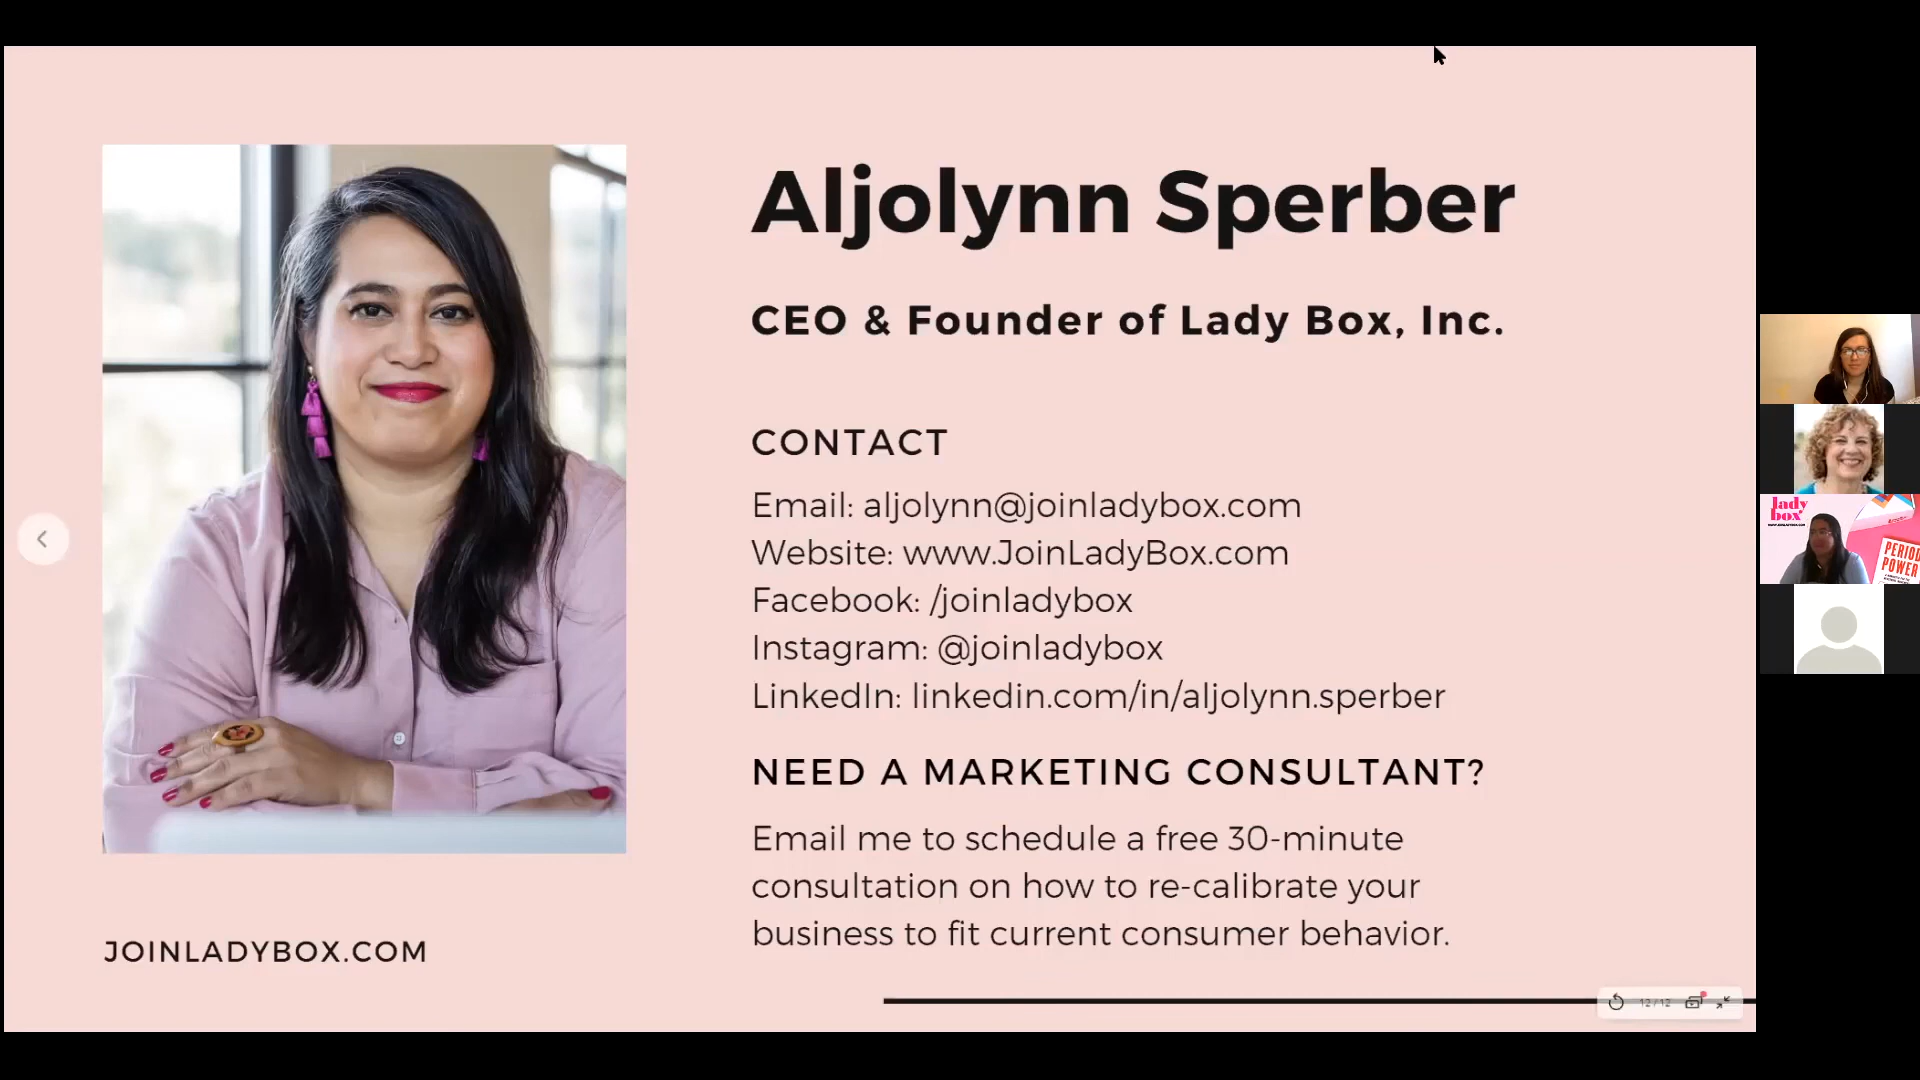 Aljolynn Sperber
CEO & Founder of Lady Box, Inc.
CONTACT
Email: aljolynn@joinladybox.com
Website: www.JoinLadyBox.com
Facebook: /joinladybox
Instagram: @joinladybox
LinkedIn: linkedin.com/in/aljolynn.sperber
NEED A MARKETING CONSULTANT?
Email me to schedule a free 30-minute
consultation on how to re-calibrate your
business to fit current consumer behavior.
JOINLADYBOX.COM
12 / 12
lady
box
PERIOD
POWER